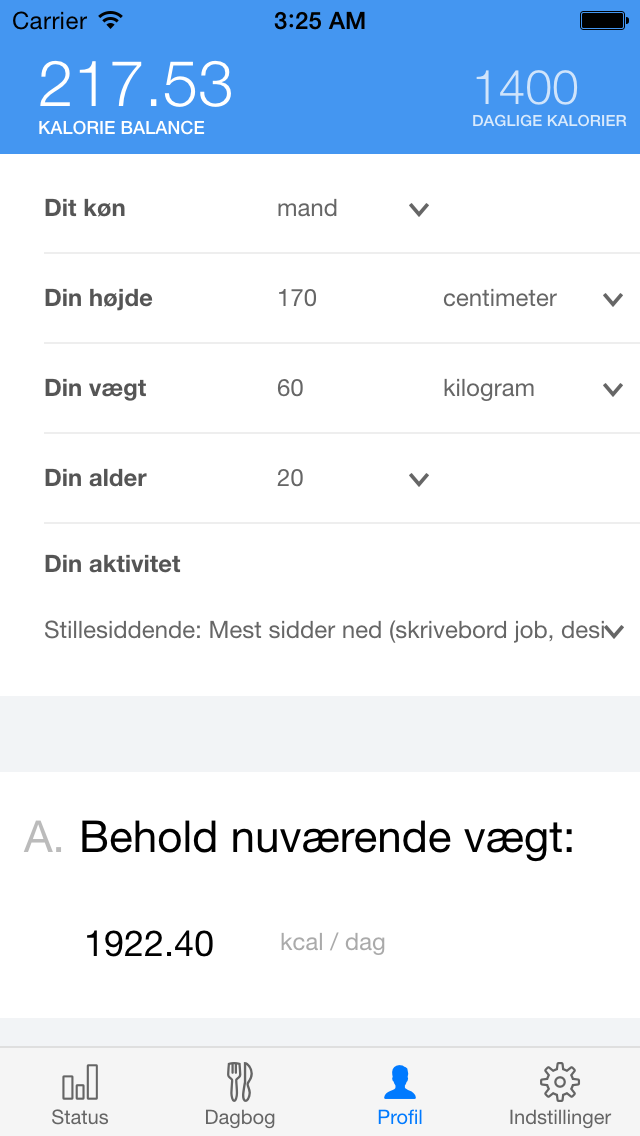 Carrier 3:25 AM
217.53 1400
KALORIE BALANCE DAGLIGE KALORIER
Dit køn mand
Din højde 170 centimeter
Din vægt 60 kilogram
Din alder 20
Din aktivitet
Stillesiddende: Mest sidder ned (skrivebord job, desi
A. Behold nuværende vægt:
1922.40 kcal / dag
Status Dagbog Profil Indstillinger